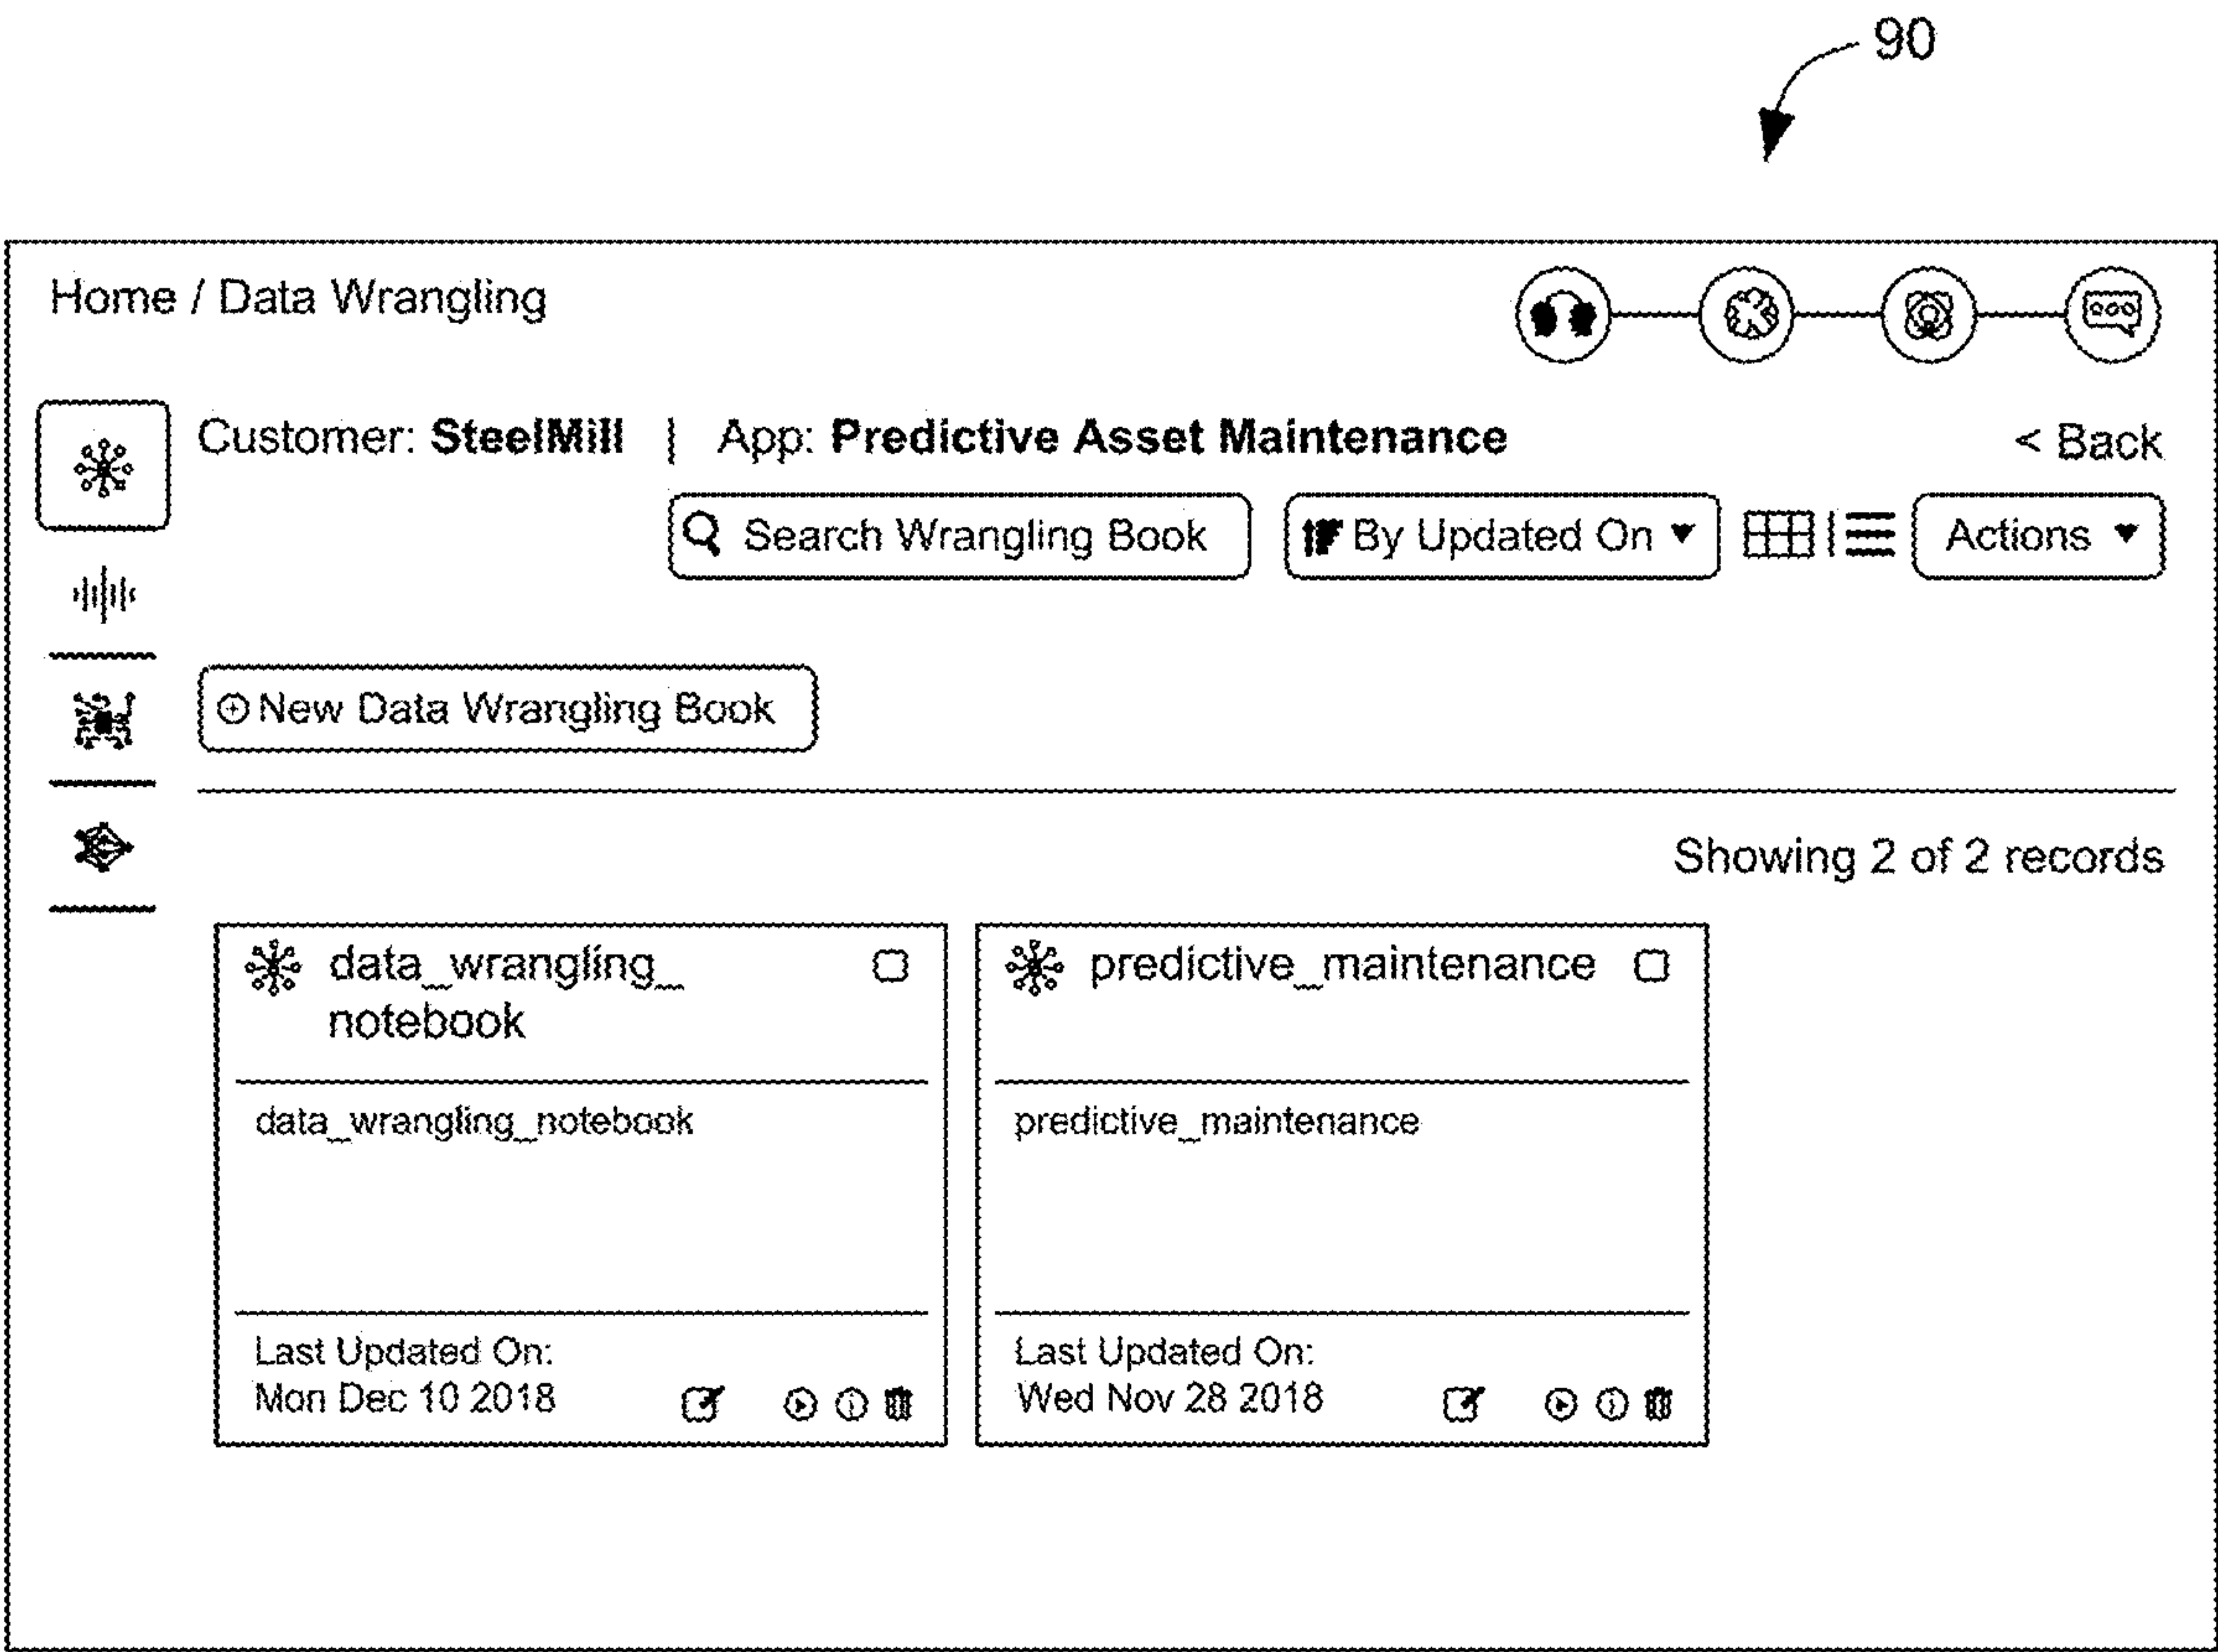 90
Home / Data Wrangling
Customer: SteelMill | App: Predictive Asset Maintenance
< Back
Search Wrangling Book
By Updated On
Actions
New Data Wrangling Book
Showing 2 of 2 records
data_wrangling_
notebook
data_wrangling_notebook
Last Updated On:
Mon Dec 10 2018
predictive_maintenance
predictive_maintenance
Last Updated On:
Wed Nov 28 2018